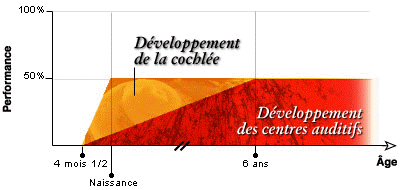 100%
Développement
de la cochlée
Performance
50%
Développement
des centres auditifs
4 mois 1/2
6 ans
Âge
Naissance